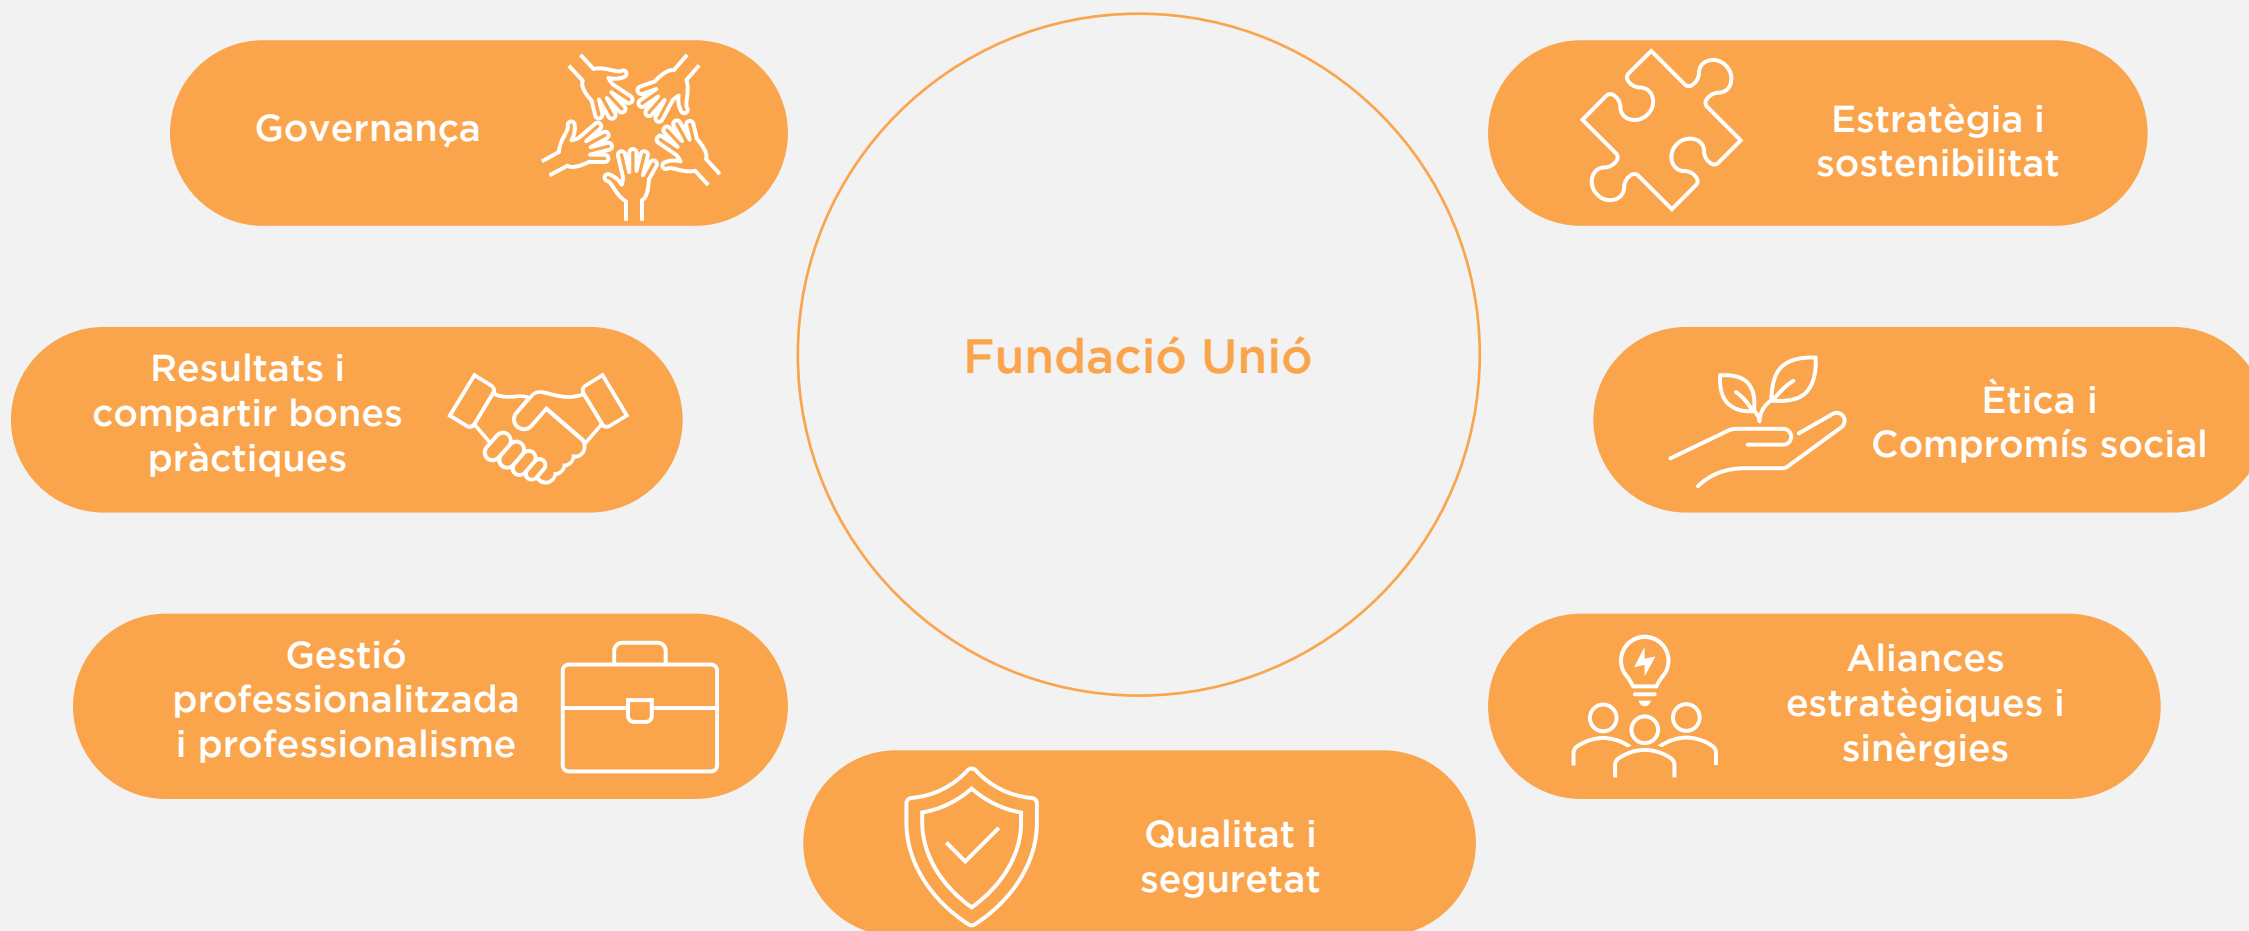 Governança
Estratègia i
sostenibilitat
Fundació Unió
Resultats i
compartir bones
pràctiques
Ètica i
Compromís social
Gestió
professionalitzada
i professionalisme
Aliances
estratègiques i
sinèrgies
Qualitat i
seguretat